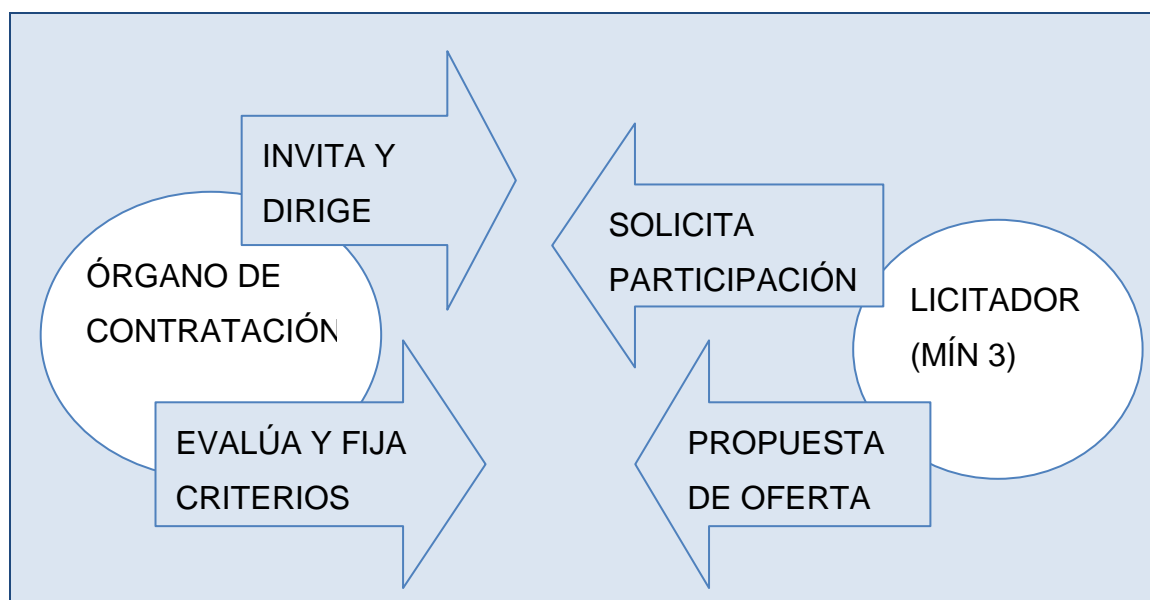 INVITA Y
DIRIGE
SOLICITA
PARTICIPACIÓN
ÓRGANO DE
CONTRATACIÓN
LICITADOR
(MÍN 3)
EVALÚA Y FIJA
CRITERIOS
PROPUESTA
DE OFERTA